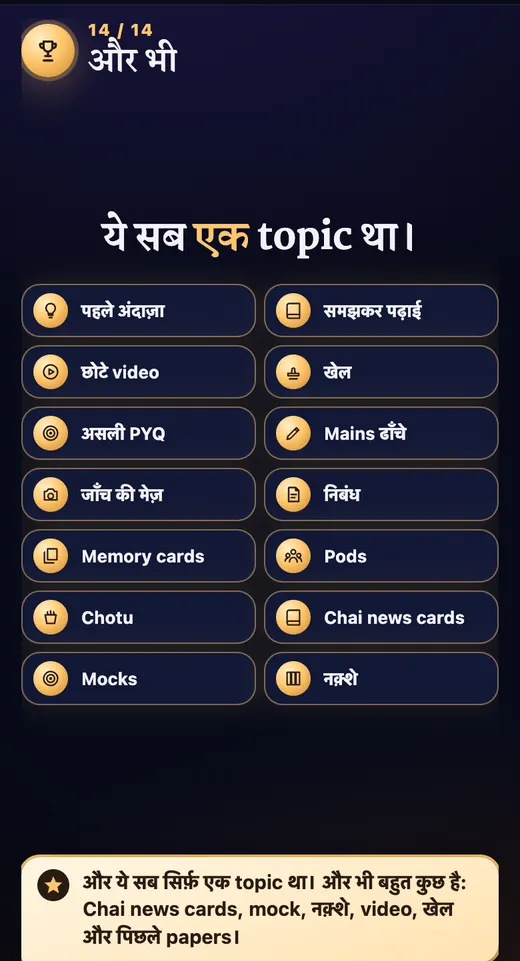 14 / 14
और भी
ये सब एक topic था।
पहले अंदाज़ा
समझकर पढ़ाई
छोटे video
खेल
असली PYQ
Mains ढाँचे
जाँच की मेज़
निबंध
Memory cards
Pods
Chotu
Chai news cards
Mocks
नक़्शे
और ये सब सिर्फ़ एक topic था। और भी बहुत कुछ है:
Chai news cards, mock, नक़्शे, video, खेल
और पिछले papers।